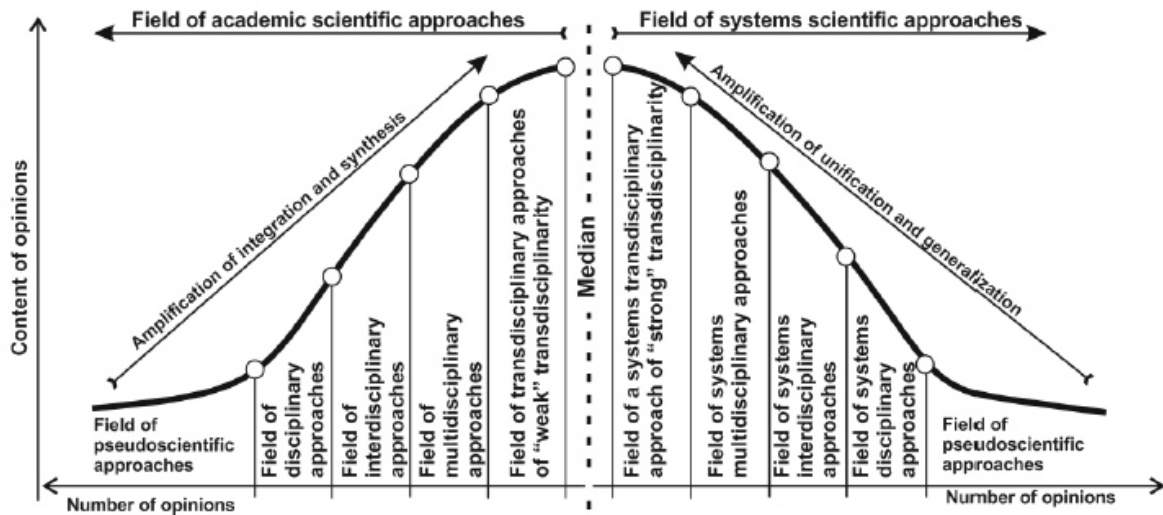 Field of academic scientific approaches
Field of systems scientific approaches
Content of opinions
Amplification of integration and synthesis
Amplification of unification and generalization
Field of
pseudoscientific
approaches
Field of
disciplinary
approaches
Field of
interdisciplinary
approaches
Field of
multidisciplinary
approaches
Field of transdisciplinary approaches
of “weak” transdisciplinarity
Median
Field of a systems transdisciplinary
approach of “strong” transdisciplinarity
Field of systems
multidisciplinary approaches
Field of systems
interdisciplinary
approaches
Field of systems
disciplinary
approaches
Field of
pseudoscientific
approaches
Number of opinions
Number of opinions